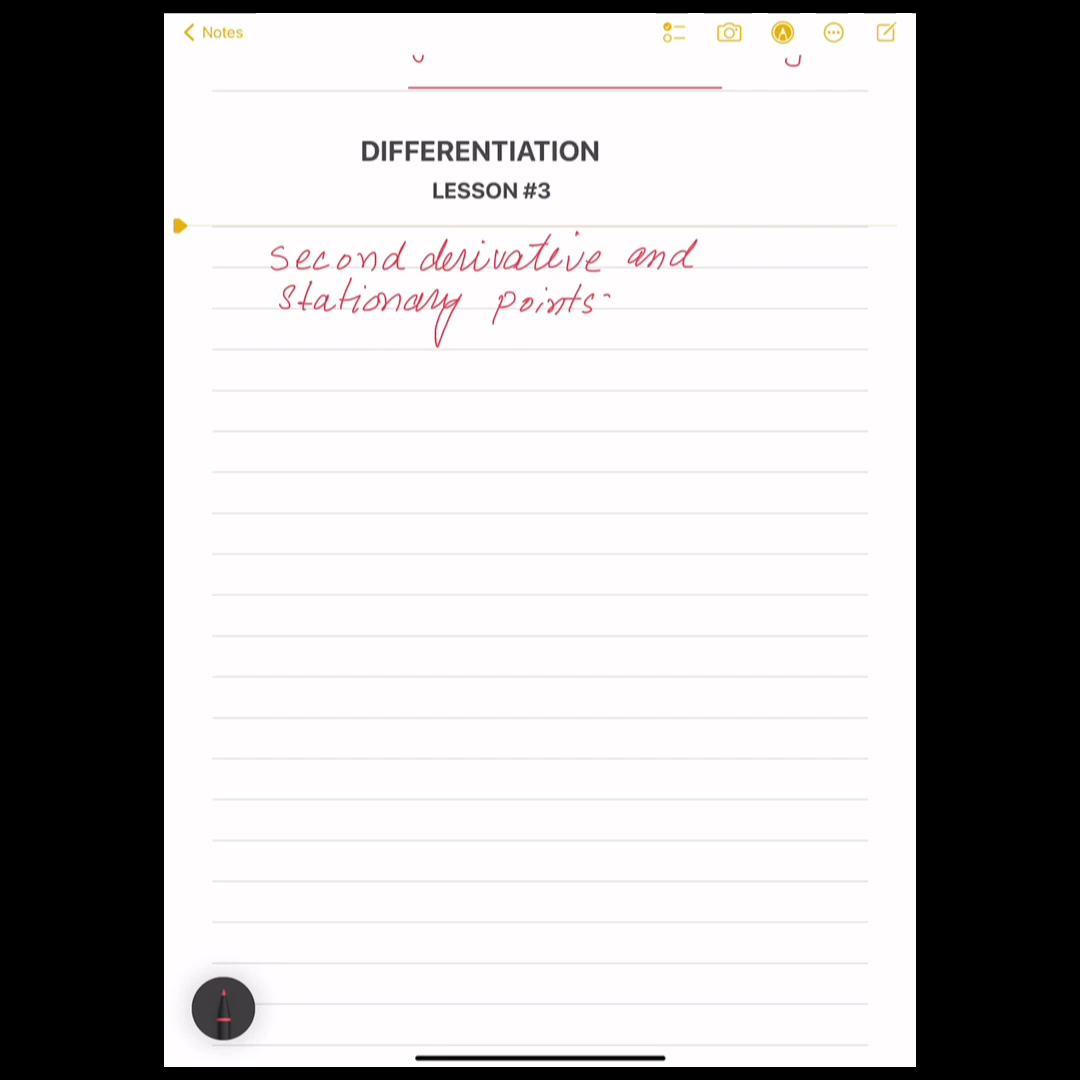 Notes
DIFFERENTIATION
LESSON #3
second derivative and
stationary points-